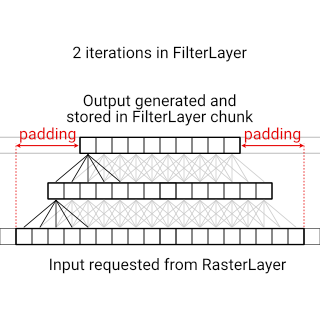 2 iterations in FilterLayer
Output generated and
stored in FilterLayer chunk
padding padding
Input requested from RasterLayer